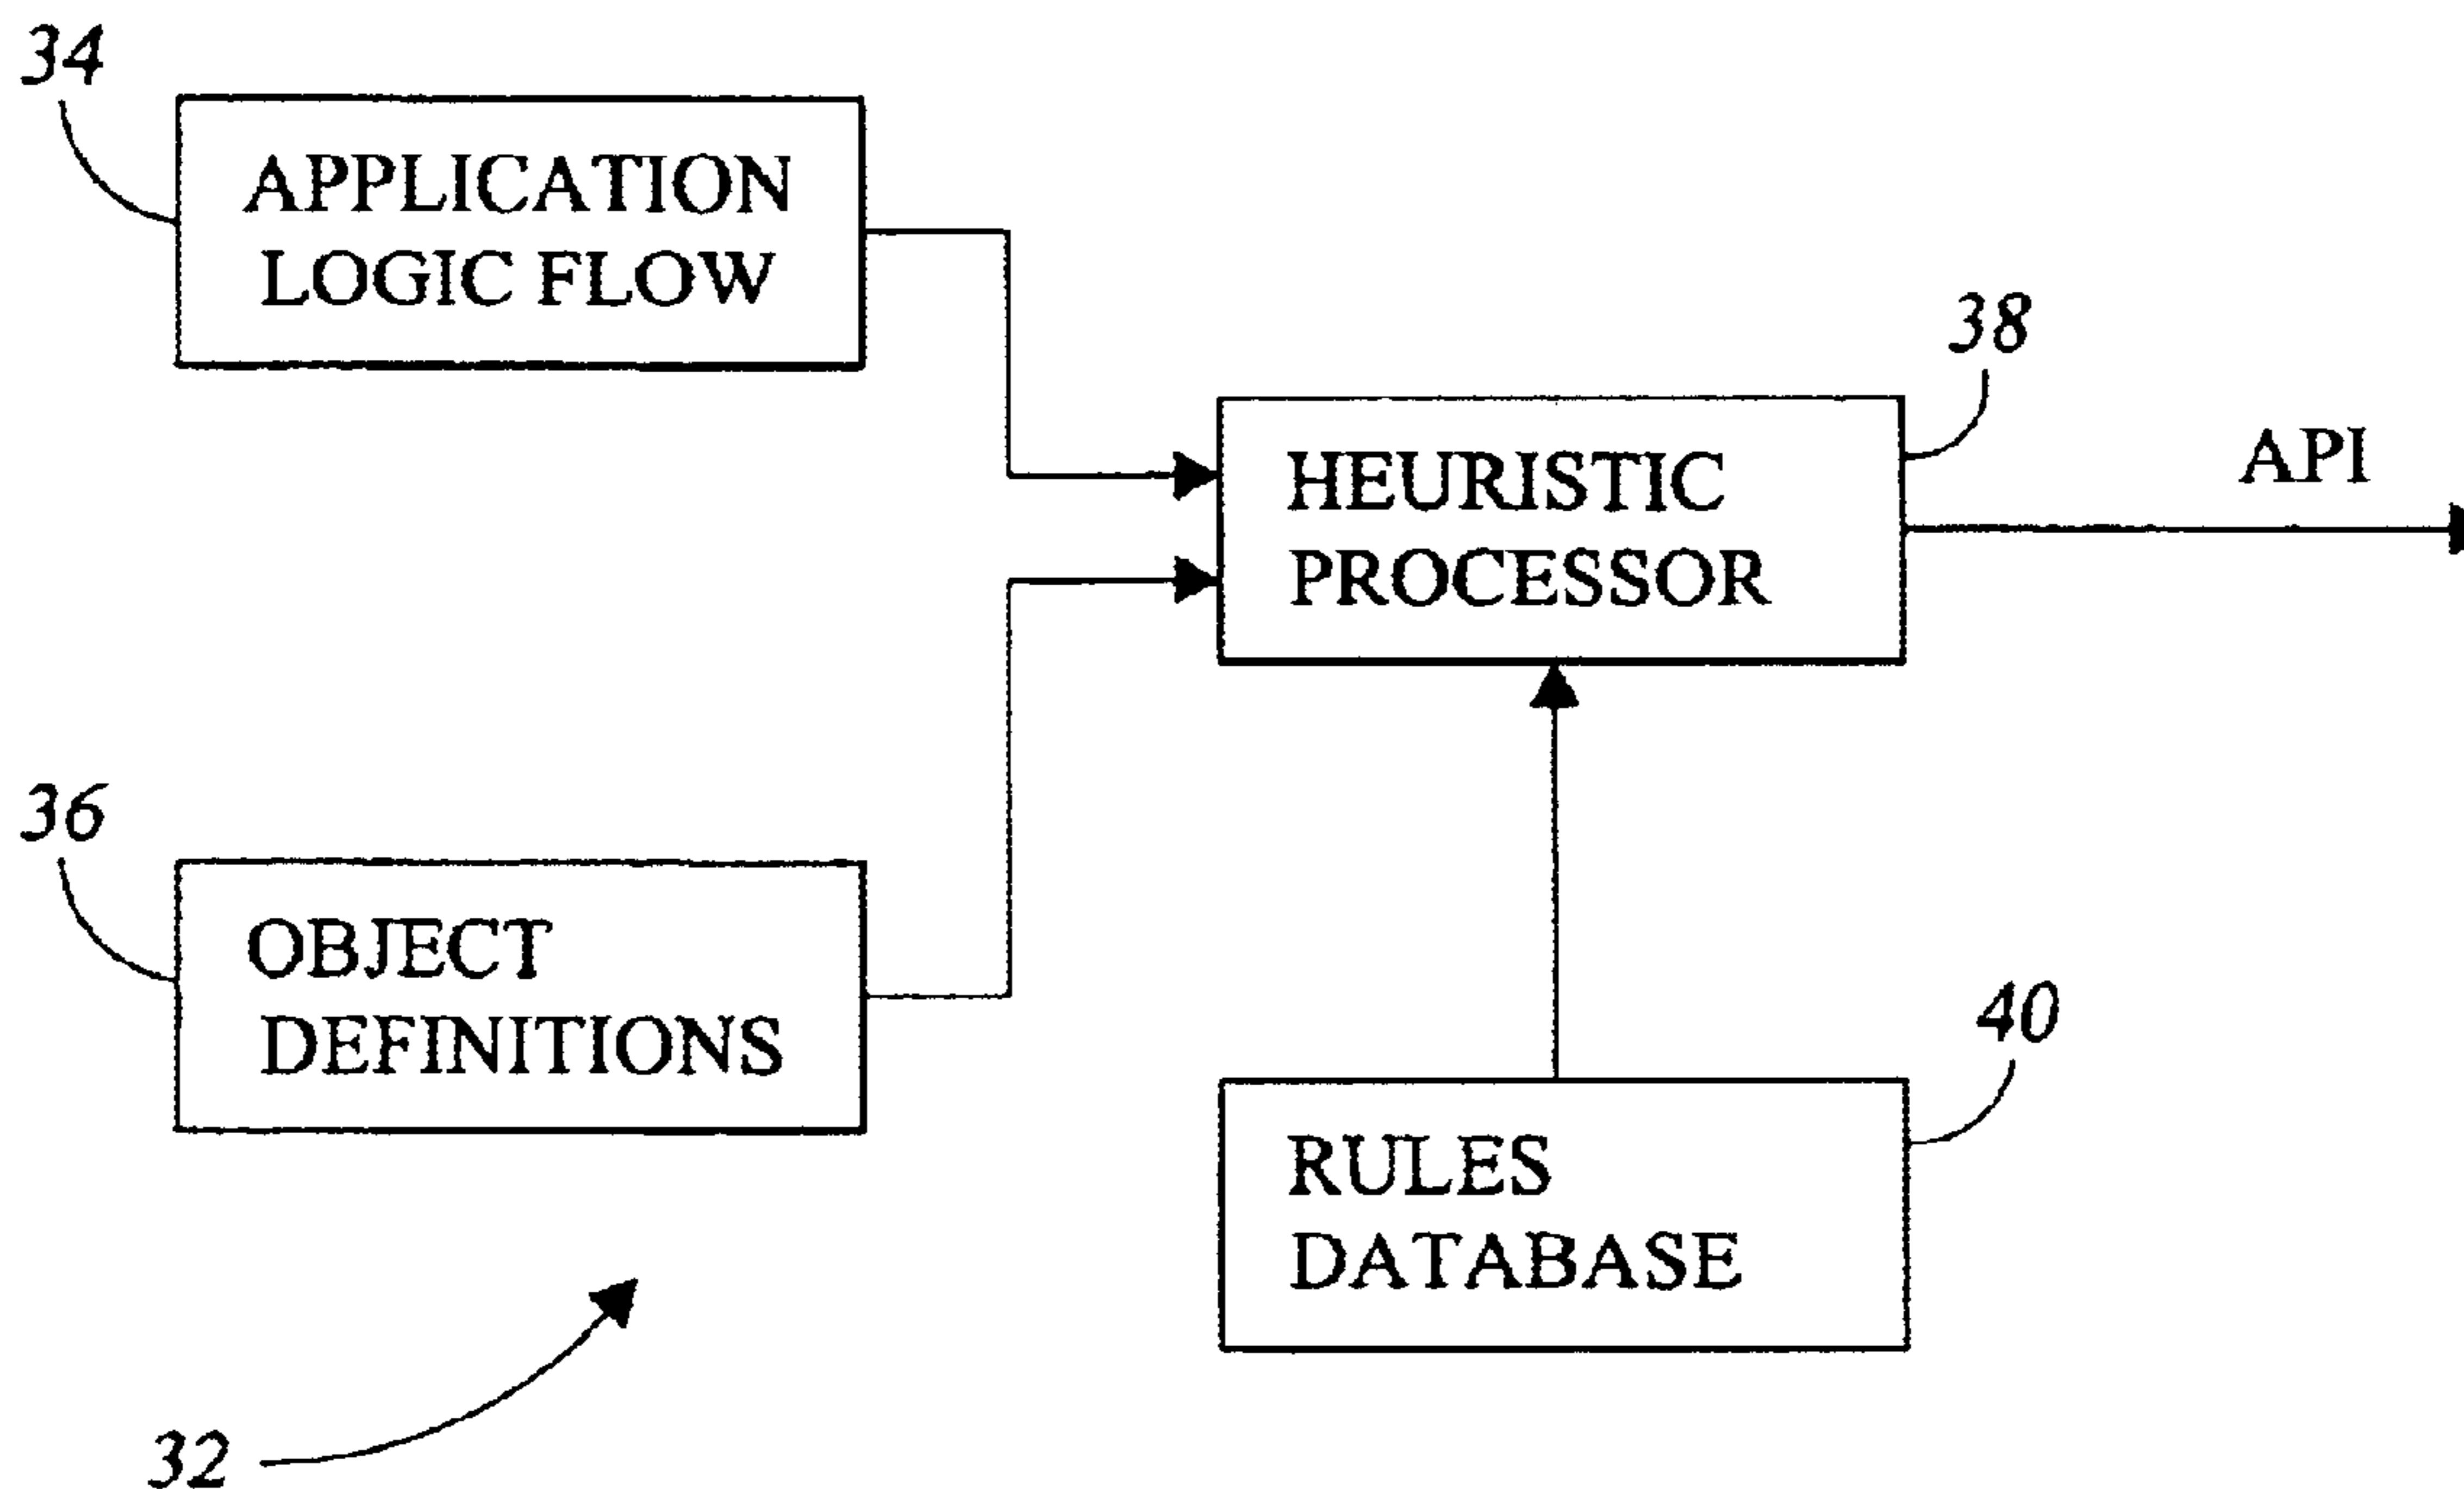 34
APPLICATION
LOGIC FLOW
38
HEURISTIC
PROCESSOR
API
36
OBJECT
DEFINITIONS
40
RULES
DATABASE
32